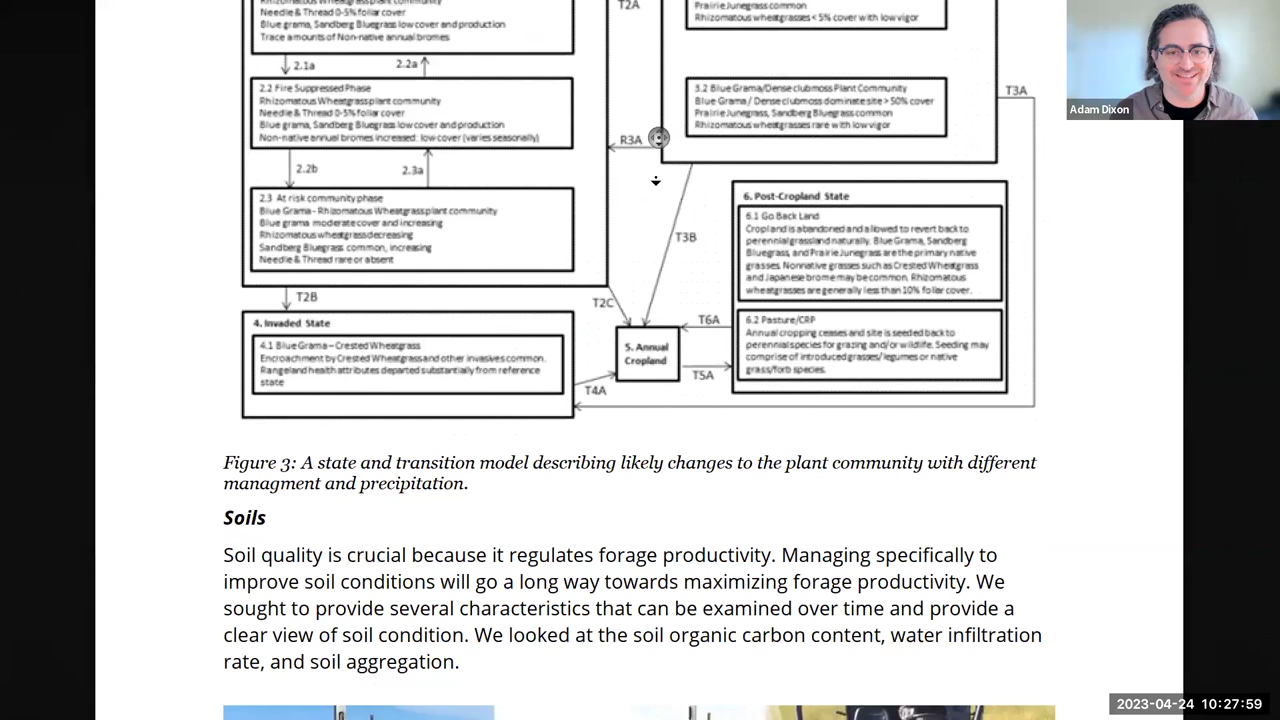 Rhizomatous Wheatgrass plant community
Needle & Thread 0-5% foliar cover
Blue grama, Sandberg Bluegrass low cover and production
Trace amounts of Non-native annual bromes
T2A
Prairie Junegrass common
Rhizomatous wheatgrasses < 5% cover with low vigor
Adam Dixon
2.1a
2.2a
2.2 Fire Suppressed Phase
Rhizomatous Wheatgrass plant community
Needle & Thread 0-5% foliar cover
Blue grama, Sandberg Bluegrass low cover and production
Non-native annual bromes increased: low cover (varies seasonally)
3.2 Blue Grama/Dense clubmoss Plant Community
Blue Grama / Dense clubmoss dominate site > 50% cover
Prairie Junegrass, Sandberg Bluegrass common
Rhizomatous wheatgrasses rare with low vigor
T3A
R3A
2.2b
2.3a
2.3 At risk community phase
Blue Grama - Rhizomatous Wheatgrass plant community
Blue grama moderate cover and increasing
Rhizomatous wheatgrass decreasing
Sandberg Bluegrass common, increasing
Needle & Thread rare or absent
T3B
6. Post-Cropland State
6.1 Go Back Land
Cropland is abandoned and allowed to revert back to
perennial grassland naturally. Blue Grama, Sandberg
Bluegrass, and Prairie Junegrass are the primary native
grasses. Nonnative grasses such as Crested Wheatgrass
and Japanese brome may be common. Rhizomatous
wheatgrasses are generally less than 10% foliar cover.
T2B
T2C
T6A
6.2 Pasture/CRP
Annual cropping ceases and site is seeded back to
perennial species for grazing and/or wildlife. Seeding may
comprise of introduced grasses/legumes or native
grass/forb species.
4. Invaded State
4.1 Blue Grama – Crested Wheatgrass
Encroachment by Crested Wheatgrass and other invasives common.
Rangeland health attributes departed substantially from reference
state
5. Annual
Cropland
T4A
T5A
Figure 3: A state and transition model describing likely changes to the plant community with different
managment and precipitation.
Soils
Soil quality is crucial because it regulates forage productivity. Managing specifically to
improve soil conditions will go a long way towards maximizing forage productivity. We
sought to provide several characteristics that can be examined over time and provide a
clear view of soil condition. We looked at the soil organic carbon content, water infiltration
rate, and soil aggregation.
2023-04-24 10:27:59